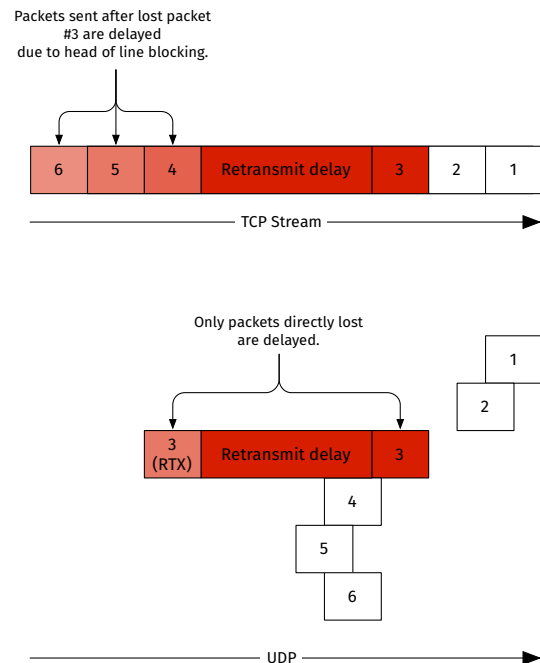 Packets sent after lost packet
#3 are delayed
due to head of line blocking.
6 5 4 Retransmit delay 3 2 1
TCP Stream
Only packets directly lost
are delayed.
1
2
3
(RTX) Retransmit delay 3
4
5
6
UDP